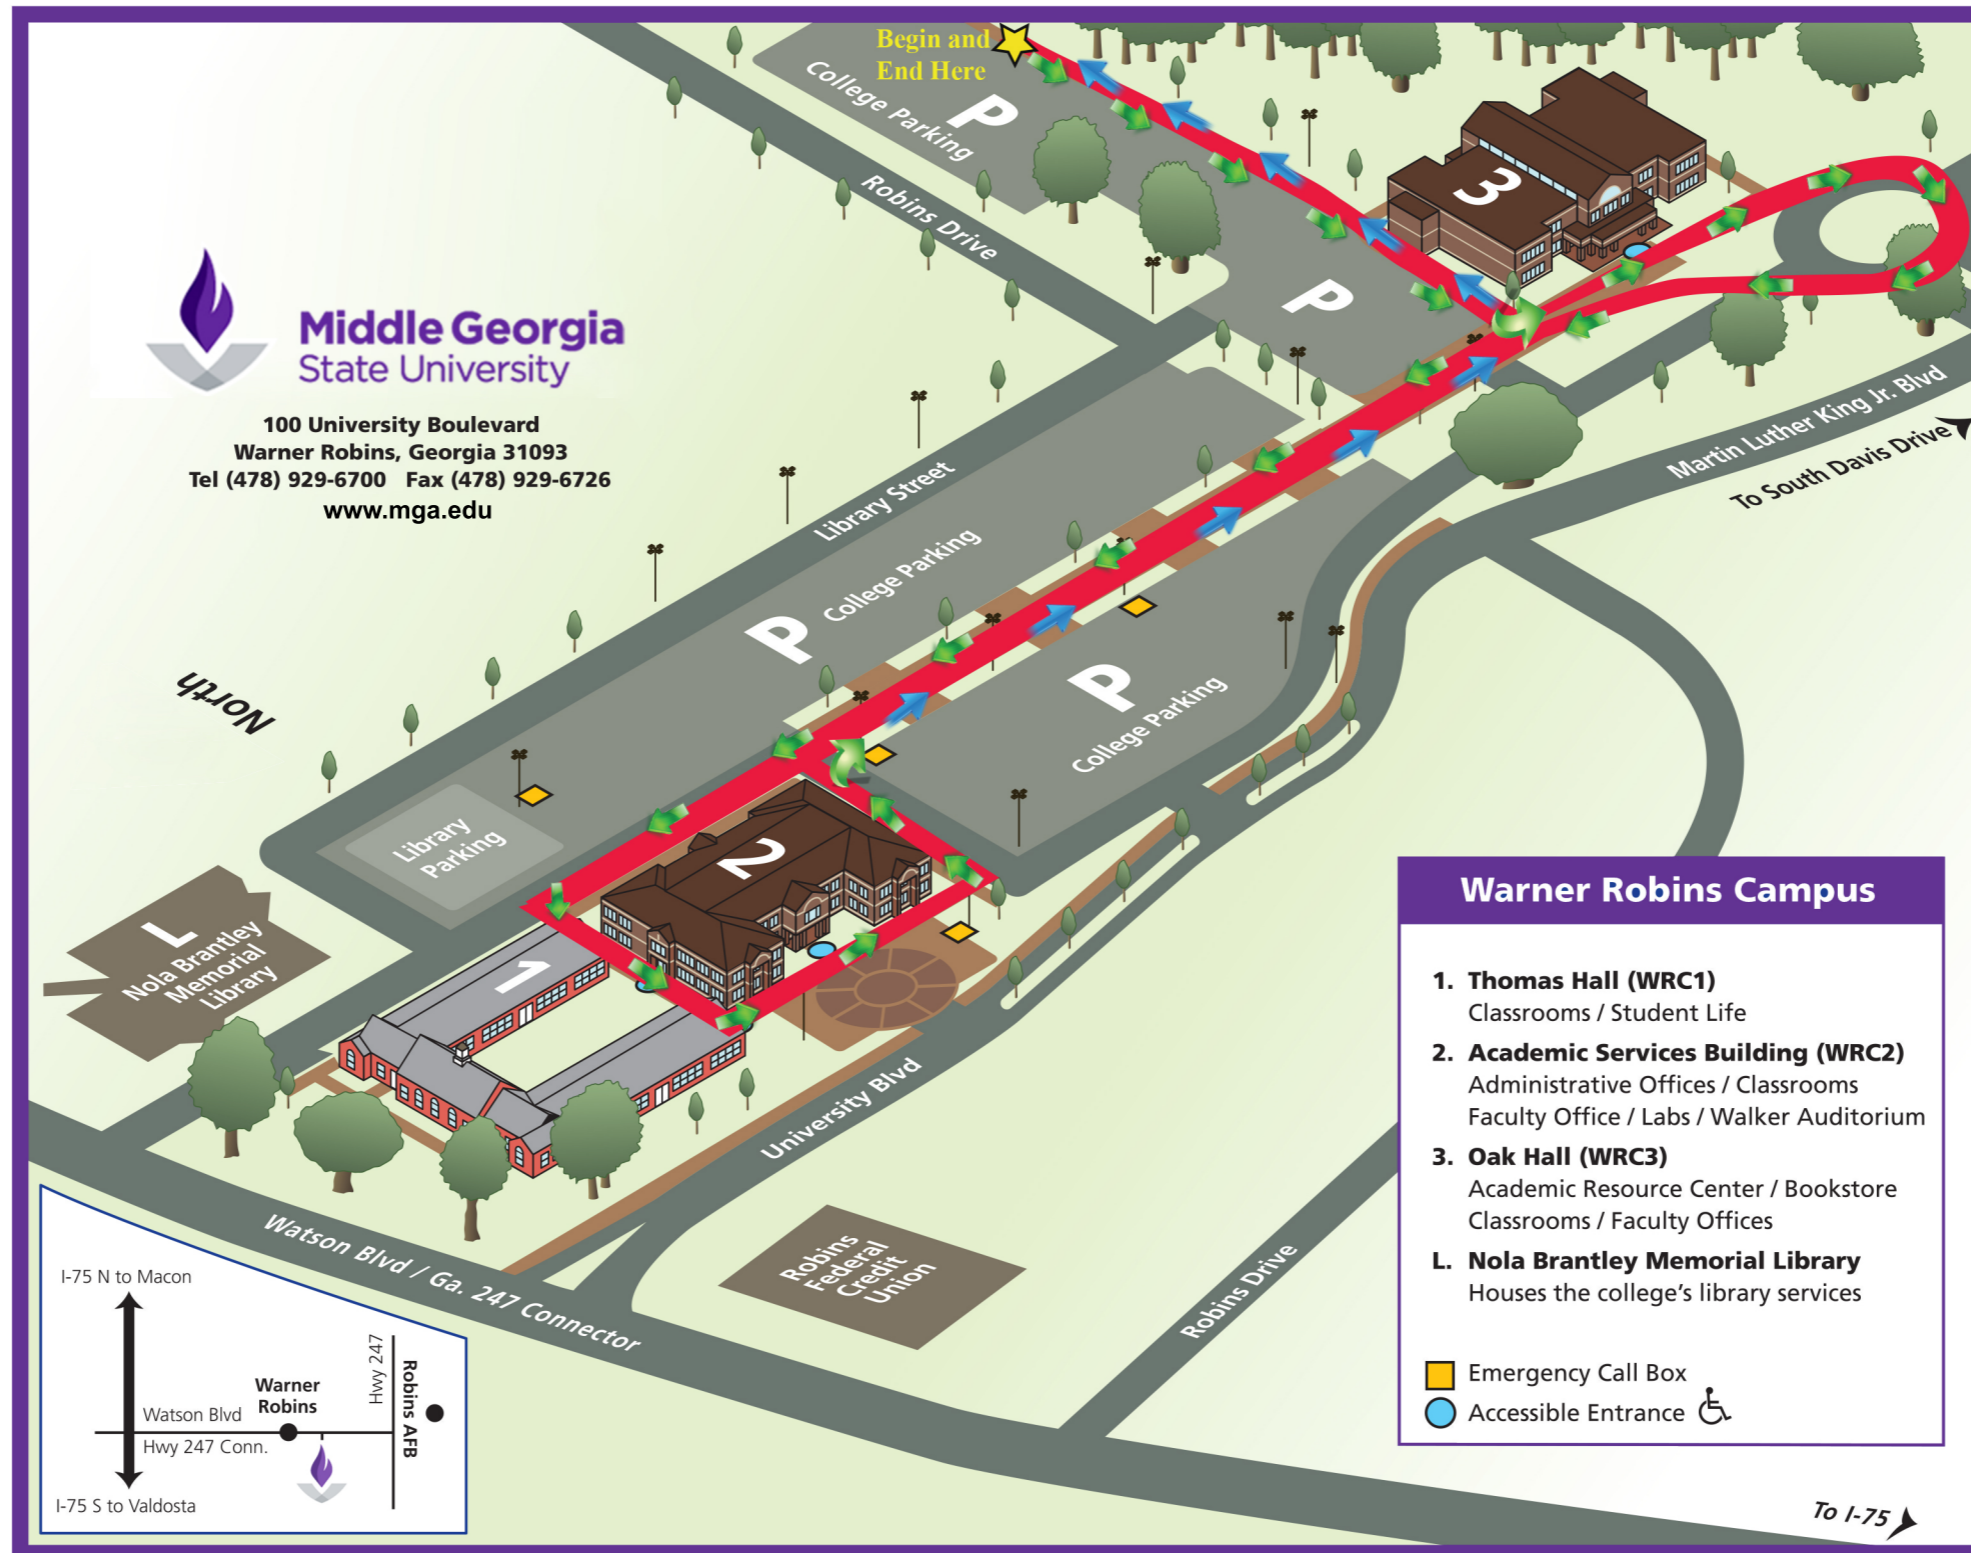 Begin and
End Here
College Parking
P
Robins Drive
3
P
Middle Georgia
State University
100 University Boulevard
Warner Robins, Georgia 31093
Tel (478) 929-6700 Fax (478) 929-6726
www.mga.edu
Martin Luther King Jr. Blvd
To South Davis Drive
Library Street
P College Parking
P
College Parking
North
Library
Parking
2
L
Nola Brantley
Memorial
Library
1
University Blvd
Watson Blvd / Ga. 247 Connector
Robins
Federal
Credit
Union
Robins Drive
Warner Robins Campus
1. Thomas Hall (WRC1)
Classrooms / Student Life
2. Academic Services Building (WRC2)
Administrative Offices / Classrooms
Faculty Office / Labs / Walker Auditorium
3. Oak Hall (WRC3)
Academic Resource Center / Bookstore
Classrooms / Faculty Offices
L. Nola Brantley Memorial Library
Houses the college's library services
Emergency Call Box
Accessible Entrance
I-75 N to Macon
Watson Blvd
Hwy 247 Conn.
Warner
Robins
Hwy 247
Robins AFB
I-75 S to Valdosta
To I-75